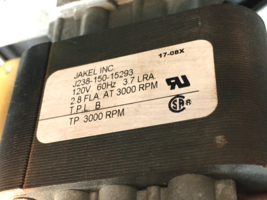 17-08X
JAKEL INC
J238-150-15293
120V 60Hz 3.7 LRA
2.8 FLA. AT 3000 RPM
T.P.L. B
TP 3000 RPM